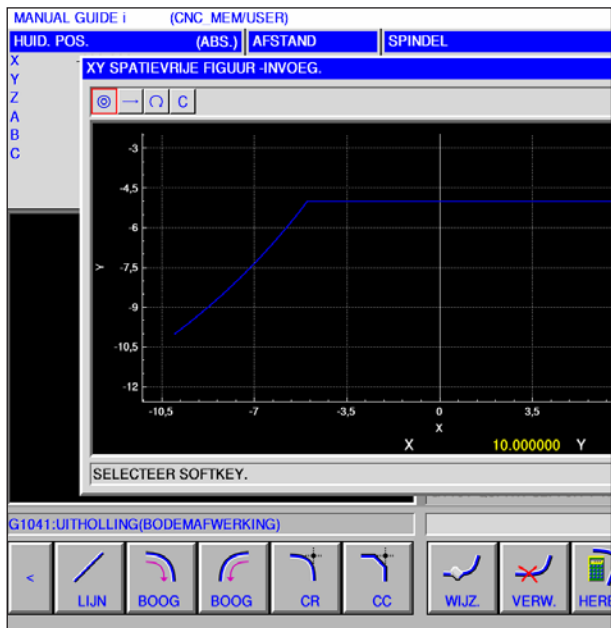 MANUAL GUIDE i (CNC_MEM/USER)
HUID. POS. (ABS.) AFSTAND SPINDEL
X
Y
Z
A
B
C
XY SPATIEVRIJE FIGUUR -INVOEG.
C
-3
-4,5
-6
-7,5
-9
-10,5
-12
Y
-10,5 -7 -3,5 0 3,5
X
X 10.000000 Y
SELECTEER SOFTKEY.
G1041:UITHOLLING(BODEMAFWERKING)
< LIJN BOOG BOOG CR CC WIJZ. VERW.